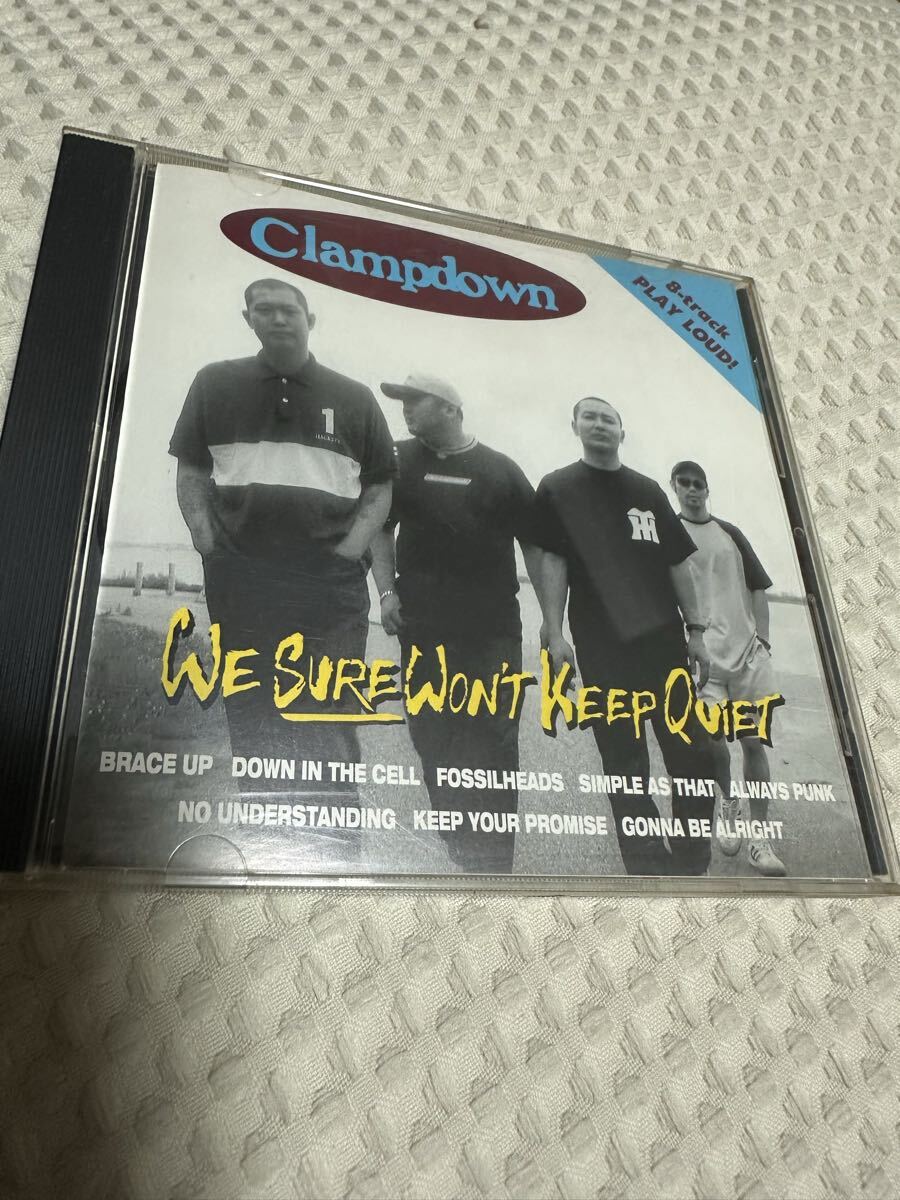 Clampdown
8-track
PLAY LOUD!
1
WE SURE WON'T KEEP QUIET
BRACE UP DOWN IN THE CELL FOSSILHEADS SIMPLE AS THAT ALWAYS PUNK
NO UNDERSTANDING KEEP YOUR PROMISE GONNA BE ALRIGHT